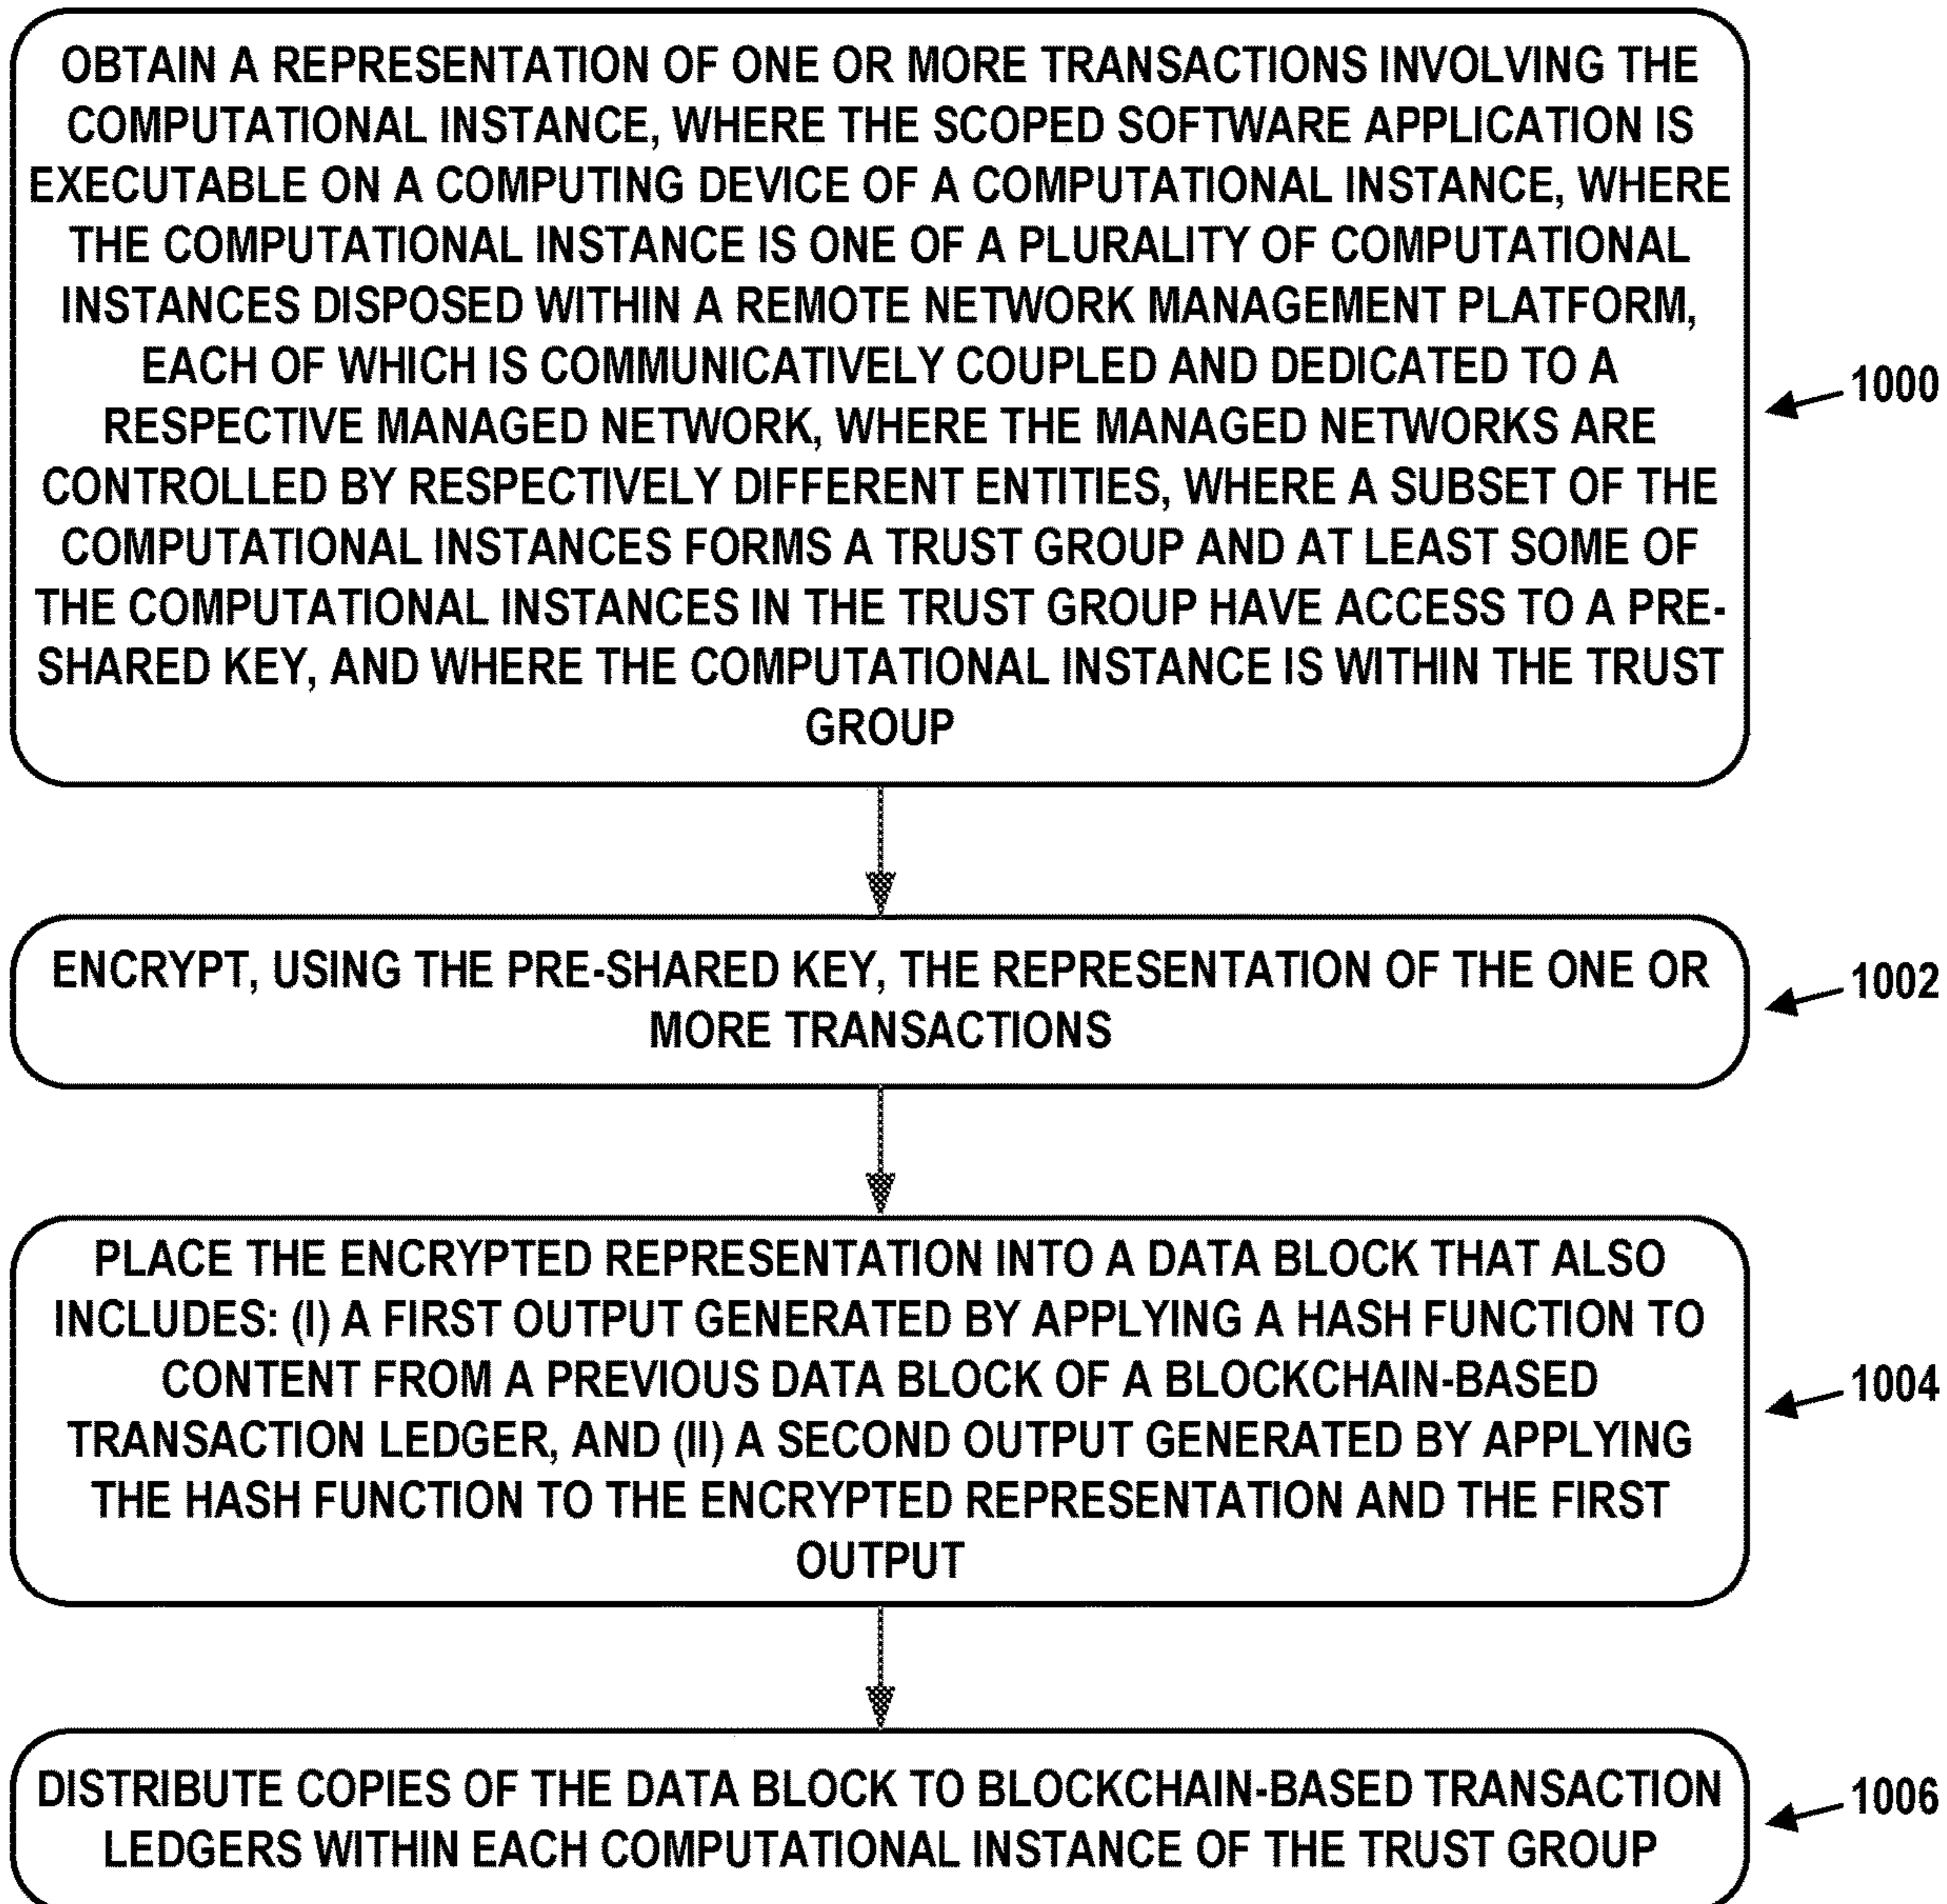 OBTAIN A REPRESENTATION OF ONE OR MORE TRANSACTIONS INVOLVING THE
COMPUTATIONAL INSTANCE, WHERE THE SCOPED SOFTWARE APPLICATION IS
EXECUTABLE ON A COMPUTING DEVICE OF A COMPUTATIONAL INSTANCE, WHERE
THE COMPUTATIONAL INSTANCE IS ONE OF A PLURALITY OF COMPUTATIONAL
INSTANCES DISPOSED WITHIN A REMOTE NETWORK MANAGEMENT PLATFORM,
EACH OF WHICH IS COMMUNICATIVELY COUPLED AND DEDICATED TO A
RESPECTIVE MANAGED NETWORK, WHERE THE MANAGED NETWORKS ARE
CONTROLLED BY RESPECTIVELY DIFFERENT ENTITIES, WHERE A SUBSET OF THE
COMPUTATIONAL INSTANCES FORMS A TRUST GROUP AND AT LEAST SOME OF
THE COMPUTATIONAL INSTANCES IN THE TRUST GROUP HAVE ACCESS TO A PRE-
SHARED KEY, AND WHERE THE COMPUTATIONAL INSTANCE IS WITHIN THE TRUST
GROUP
1000
ENCRYPT, USING THE PRE-SHARED KEY, THE REPRESENTATION OF THE ONE OR
MORE TRANSACTIONS
1002
PLACE THE ENCRYPTED REPRESENTATION INTO A DATA BLOCK THAT ALSO
INCLUDES: (I) A FIRST OUTPUT GENERATED BY APPLYING A HASH FUNCTION TO
CONTENT FROM A PREVIOUS DATA BLOCK OF A BLOCKCHAIN-BASED
TRANSACTION LEDGER, AND (II) A SECOND OUTPUT GENERATED BY APPLYING
THE HASH FUNCTION TO THE ENCRYPTED REPRESENTATION AND THE FIRST
OUTPUT
1004
DISTRIBUTE COPIES OF THE DATA BLOCK TO BLOCKCHAIN-BASED TRANSACTION
LEDGERS WITHIN EACH COMPUTATIONAL INSTANCE OF THE TRUST GROUP
1006